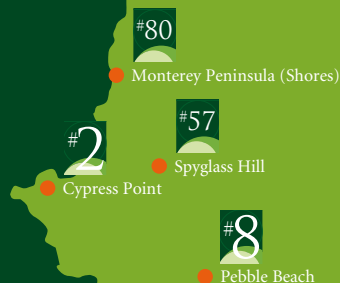 #80
Monterey Peninsula (Shores)
#57
Spyglass Hill
#2
Cypress Point
#8
Pebble Beach